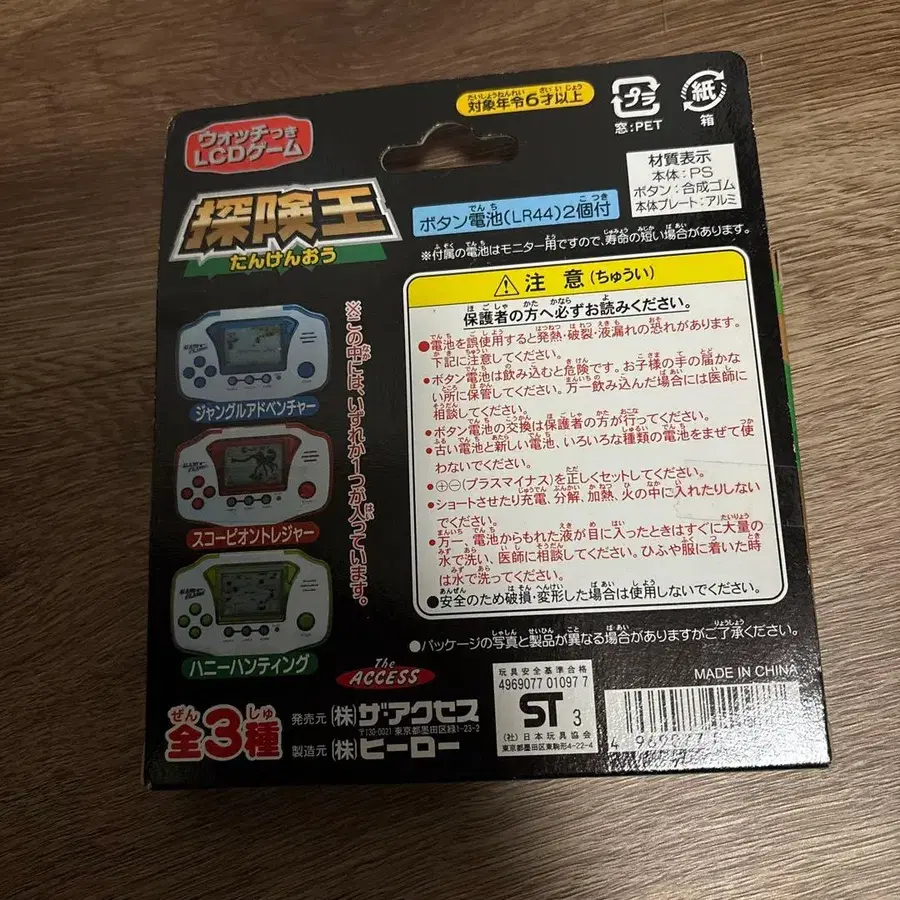 対象年令6才以上
たいしょうねんれい さい いじょう
プラ
窓:PET
紙
箱
ウォッチつき
LCDゲーム
探険王
たんけんおう
材質表示
本体:PS
ボタン:合成ゴム
本体プレート:アルミ
ボタン電池(LR44)2個付
※付属の電池はモニター用ですので、寿命の短い場合があります。
注意(ちゅうい)
保護者の方へ必ずお読みください。
●電池を誤使用すると発熱・破裂・液漏れの恐れがあります。
下記に注意してください。
●ボタン電池は飲み込むと危険です。お子様の手の届かな
い所に保管してください。万一飲み込んだ場合には医師に
相談してください。
●ボタン電池の交換は保護者の方が行ってください。
●古い電池と新しい電池、いろいろな種類の電池をまぜて使
わないでください。
●⊕⊖(プラスマイナス)を正しくセットしてください。
●ショートさせたり充電、分解、加熱、火の中に入れたりしない
でください。
●万一、電池からもれた液が目に入ったときはすぐに大量の
水で洗い、医師に相談してください。ひふや服に着いた時
は水で洗ってください。
●安全のため破損・変形した場合は使用しないでください。
●パッケージの写真と製品が異なる場合がありますがご了承ください。
ジャングルアドベンチャー
スコーピオントレジャー
ハニーハンティング
※この中には、いずれか1つが入っています。
全3種
ぜん しゅ
The
ACCESS
発売元 (株)ザ・アクセス
〒130-0021 東京都墨田区緑1-23-2
製造元 (株)ヒーロー
玩具安全基準合格
4969077 01097 7
ST 3
(社)日本玩具協会
東京都墨田区東駒形4-22-4
MADE IN CHINA